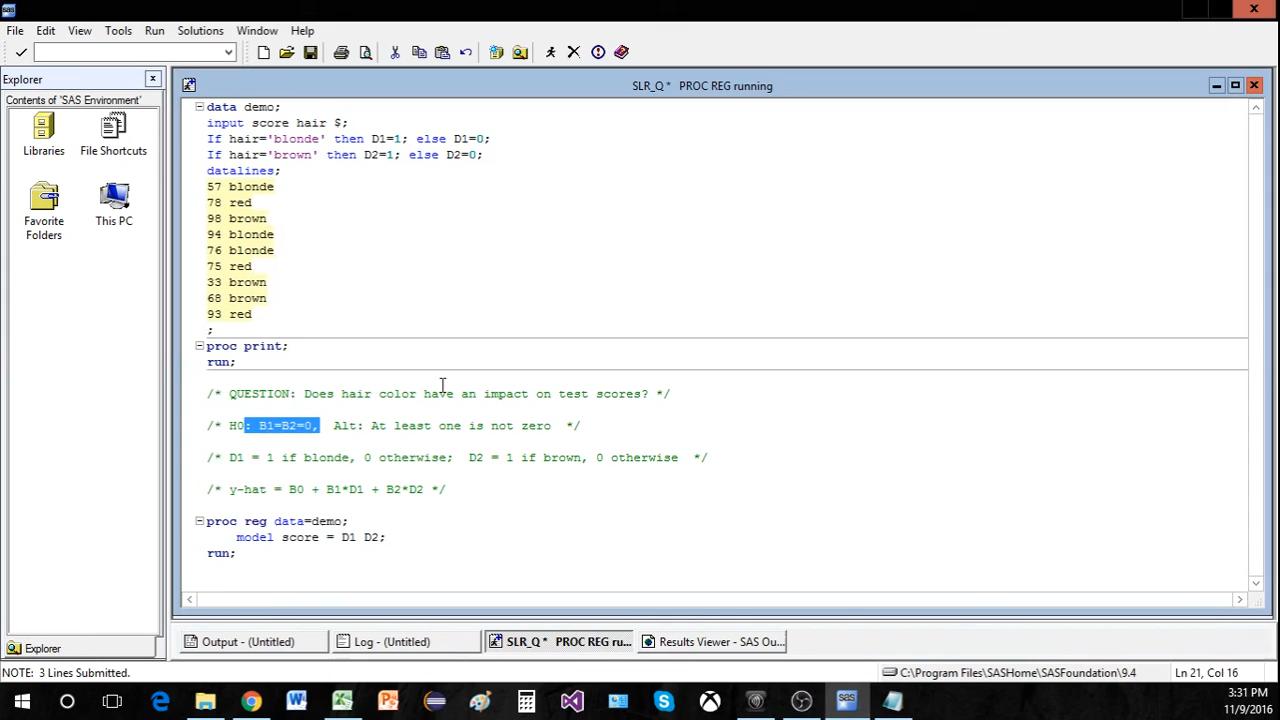 sas
File Edit View Tools Run Solutions Window Help
Explorer
Contents of 'SAS Environment'
Libraries File Shortcuts
Favorite Folders This PC
SLR_Q * PROC REG running
data demo;
input score hair $;
If hair='blonde' then D1=1; else D1=0;
If hair='brown' then D2=1; else D2=0;
datalines;
57 blonde
78 red
98 brown
94 blonde
76 blonde
75 red
33 brown
68 brown
93 red
;
proc print;
run;
/* QUESTION: Does hair color have an impact on test scores? */
/* H0: B1=B2=0, Alt: At least one is not zero */
/* D1 = 1 if blonde, 0 otherwise; D2 = 1 if brown, 0 otherwise */
/* y-hat = B0 + B1*D1 + B2*D2 */
proc reg data=demo;
model score = D1 D2;
run;
Explorer
Output - (Untitled) Log - (Untitled) SLR_Q * PROC REG ru... Results Viewer - SAS Ou...
NOTE: 3 Lines Submitted. C:\Program Files\SASHome\SASFoundation\9.4 Ln 21, Col 16
sas
3:31 PM
11/9/2016